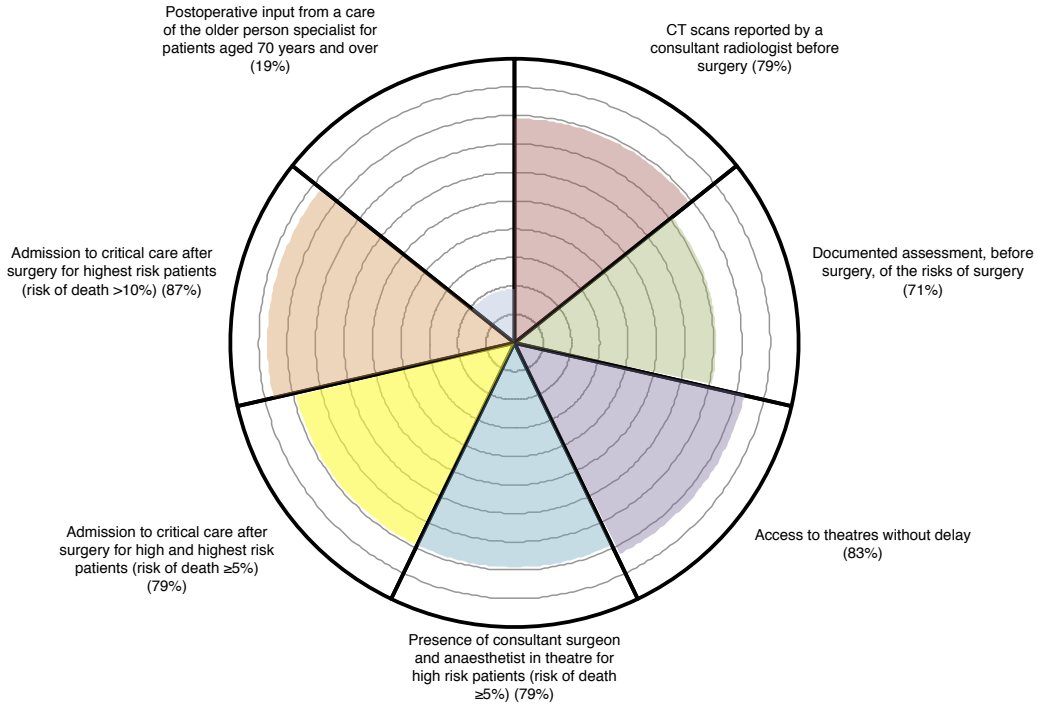 Postoperative input from a care
of the older person specialist for
patients aged 70 years and over
(19%)
CT scans reported by a
consultant radiologist before
surgery (79%)
Documented assessment, before
surgery, of the risks of surgery
(71%)
Access to theatres without delay
(83%)
Presence of consultant surgeon
and anaesthetist in theatre for
high risk patients (risk of death
≥5%) (79%)
Admission to critical care after
surgery for high and highest risk
patients (risk of death ≥5%)
(79%)
Admission to critical care after
surgery for highest risk patients
(risk of death >10%) (87%)